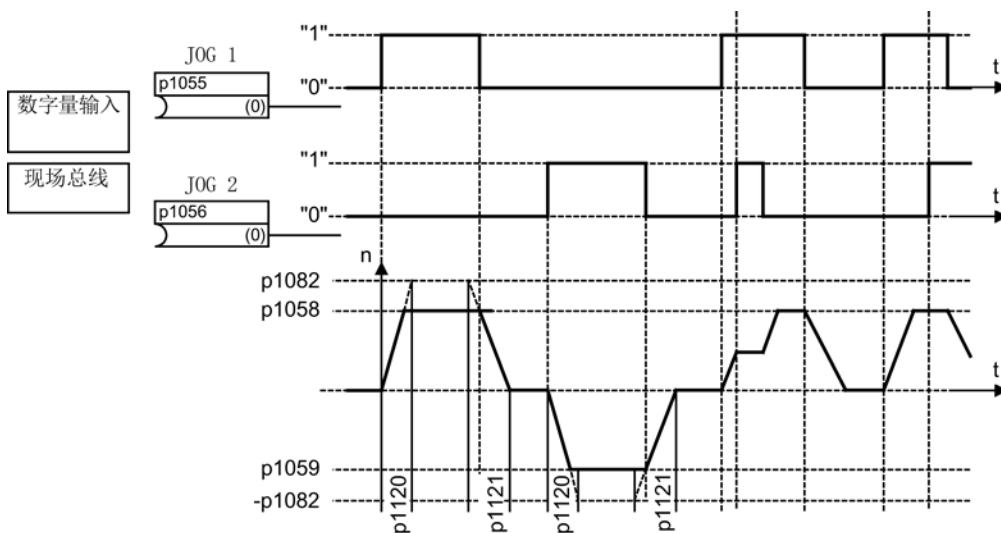 JOG 1
p1055
(0)
"1"
"0"
t
数字量输入
现场总线
JOG 2
p1056
(0)
"1"
"0"
t
n
p1082
p1058
t
p1059
-p1082
p1120
p1121
p1120
p1121